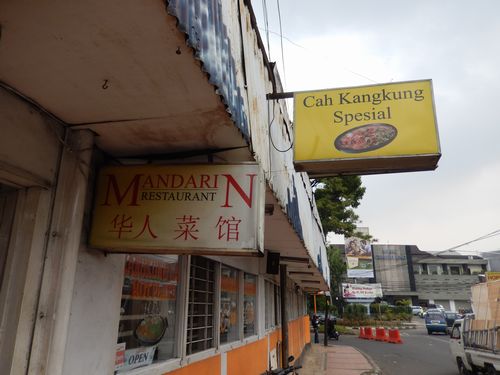 Cah Kangkung
Spesial
MANDARIN
RESTAURANT
华人菜馆
OPEN